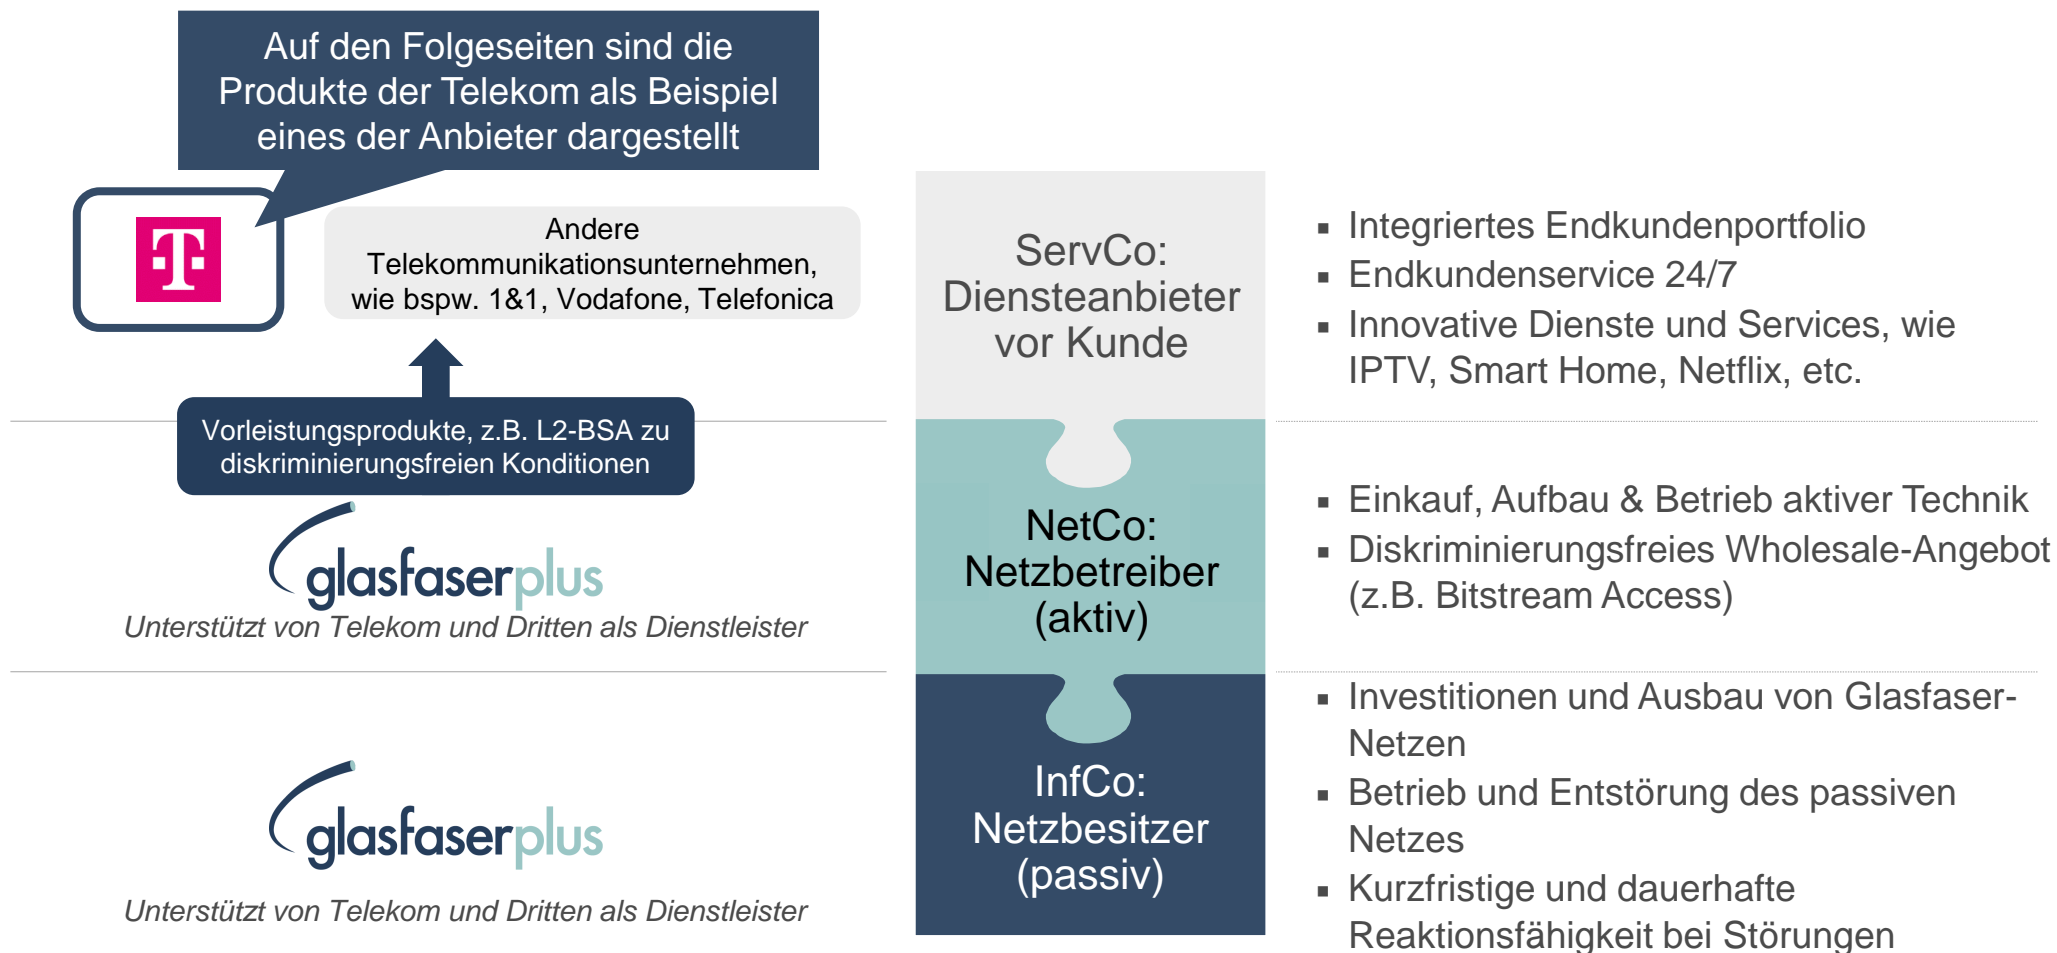 Auf den Folgeseiten sind die
Produkte der Telekom als Beispiel
eines der Anbieter dargestellt
T
Andere
Telekommunikationsunternehmen,
wie bspw. 1&1, Vodafone, Telefonica
ServCo:
Diensteanbieter
vor Kunde
▪ Integriertes Endkundenportfolio
▪ Endkundenservice 24/7
▪ Innovative Dienste und Services, wie
IPTV, Smart Home, Netflix, etc.
Vorleistungsprodukte, z.B. L2-BSA zu
diskriminierungsfreien Konditionen
glasfaserplus
Unterstützt von Telekom und Dritten als Dienstleister
NetCo:
Netzbetreiber
(aktiv)
▪ Einkauf, Aufbau & Betrieb aktiver Technik
▪ Diskriminierungsfreies Wholesale-Angebot
(z.B. Bitstream Access)
glasfaserplus
Unterstützt von Telekom und Dritten als Dienstleister
InfCo:
Netzbesitzer
(passiv)
▪ Investitionen und Ausbau von Glasfaser-
Netzen
▪ Betrieb und Entstörung des passiven
Netzes
▪ Kurzfristige und dauerhafte
Reaktionsfähigkeit bei Störungen